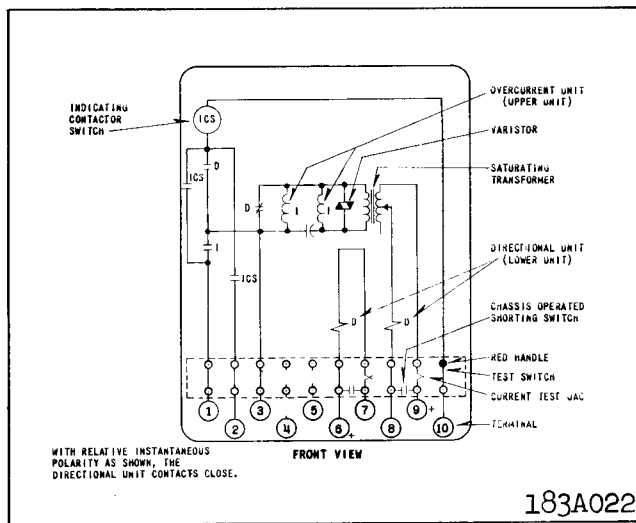 OVERCURRENT UNIT
(UPPER UNIT)
INDICATING
CONTACTOR
SWITCH
ICS
VARISTOR
SATURATING
TRANSFORMER
D
ICS
D
I
I
I
ICS
DIRECTIONAL UNIT
(LOWER UNIT)
D
D
CHASSIS OPERATED
SHORTING SWITCH
RED HANDLE
TEST SWITCH
CURRENT TEST JAC
1 2 3 4 5 6 + 7 8 9 + 10
TERMINAL
WITH RELATIVE INSTANTANEOUS
POLARITY AS SHOWN, THE
DIRECTIONAL UNIT CONTACTS CLOSE.
FRONT VIEW
183A022